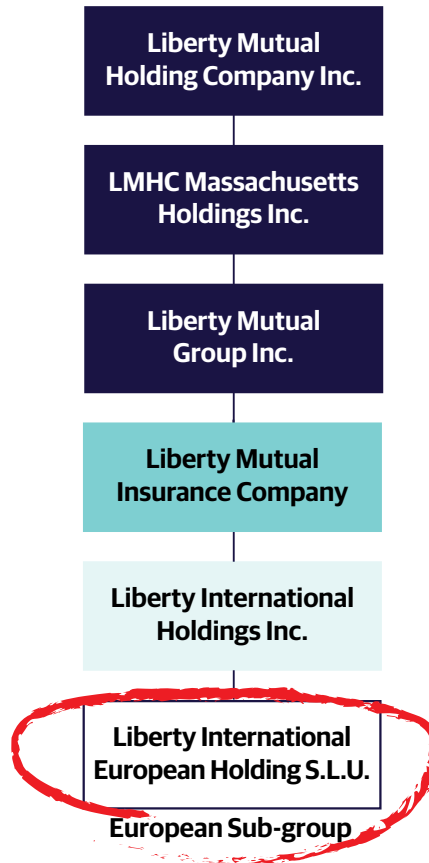 Liberty Mutual
Holding Company Inc.
LMHC Massachusetts
Holdings Inc.
Liberty Mutual
Group Inc.
Liberty Mutual
Insurance Company
Liberty International
Holdings Inc.
Liberty International
European Holding S.L.U.
European Sub-group